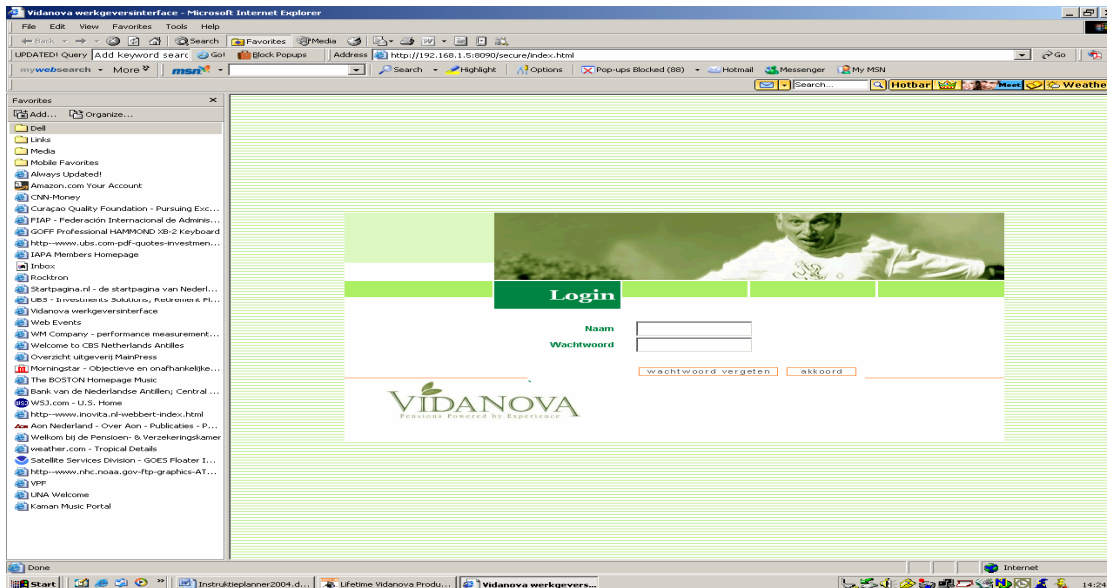 Vidanova werkgeversinterface - Microsoft Internet Explorer
File Edit View Favorites Tools Help
Back Search Favorites Media
UPDATED! Query Add keyword searc Go! Block Popups Address http://192.168.1.5:8090/secure/index.html Go
mywebsearch More msn Search Highlight Options Pop-ups Blocked (88) Hotmail Messenger My MSN
Search... Hotbar Meet Weathe
Favorites
Add... Organize...
Dell
Links
Media
Mobile Favorites
Always Updated!
Amazon.com Your Account
CNN-Money
Curaçao Quality Foundation - Pursuing Exc...
FIAP - Federación Internacional de Adminis...
GOFF Professional HAMMOND XB-2 Keyboard
http--www.ubs.com-pdf-quotes-investmen...
IAPA Members Homepage
Inbox
Rocktron
Startpagina.nl - de startpagina van Nederl...
UBS - Investments Solutions, Retirement Pl...
Vidanova werkgeversinterface
Web Events
WM Company - performance measurement...
Welcome to CBS Netherlands Antilles
Overzicht uitgeverij MainPress
Morningstar - Objectieve en onafhankelijke...
The BOSTON Homepage Music
Bank van de Nederlandse Antillen; Central ...
WSJ.com - U.S. Home
http--www.inovita.nl-webbert-index.html
Aon Nederland - Over Aon - Publicaties - P...
Welkom bij de Pensioen- & Verzekeringskamer
weather.com - Tropical Details
Satellite Services Division - GOES Floater I...
http--www.nhc.noaa.gov-ftp-graphics-AT...
VPF
UNA Welcome
Kaman Music Portal
Login
Naam
Wachtwoord
wachtwoord vergeten akkoord
VIDANOVA
Pensions Powered by Experience
Done Internet
Start Instruktieplanner2004.d... Lifetime Vidanova Produ... Vidanova werkgevers... 14:24